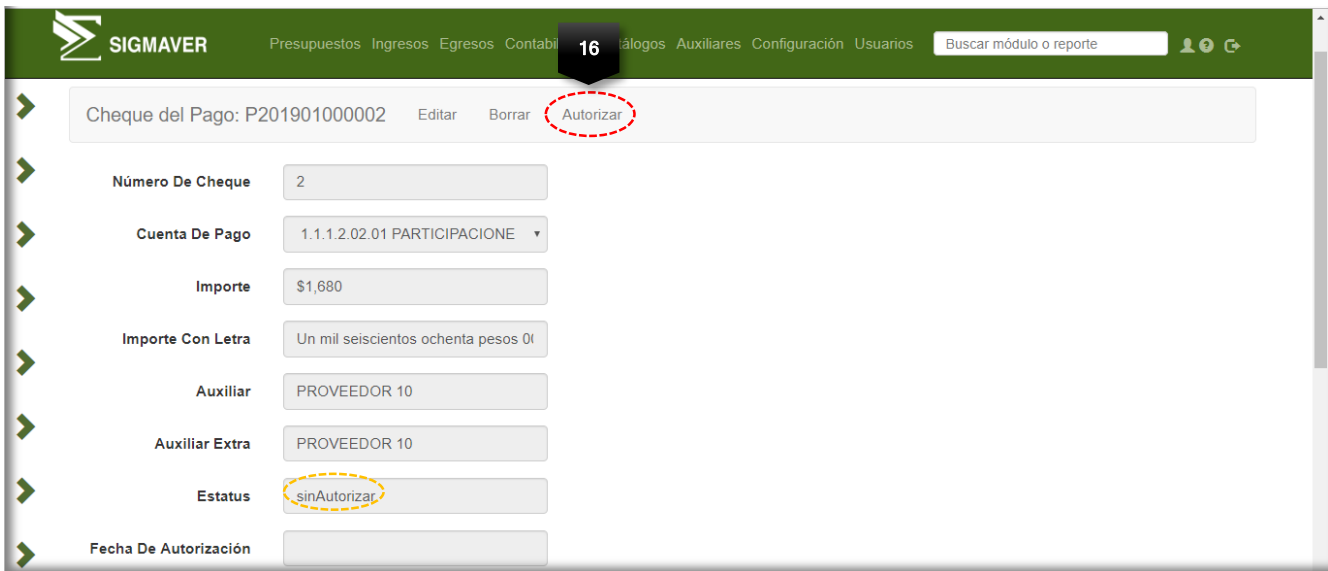 SIGMAVER
Presupuestos Ingresos Egresos Contabil 16 tálogos Auxiliares Configuración Usuarios Buscar módulo o reporte
Cheque del Pago: P201901000002 Editar Borrar Autorizar
Número De Cheque 2
Cuenta De Pago 1.1.1.2.02.01 PARTICIPACIONE
Importe $1,680
Importe Con Letra Un mil seiscientos ochenta pesos 0
Auxiliar PROVEEDOR 10
Auxiliar Extra PROVEEDOR 10
Estatus sinAutorizar
Fecha De Autorización